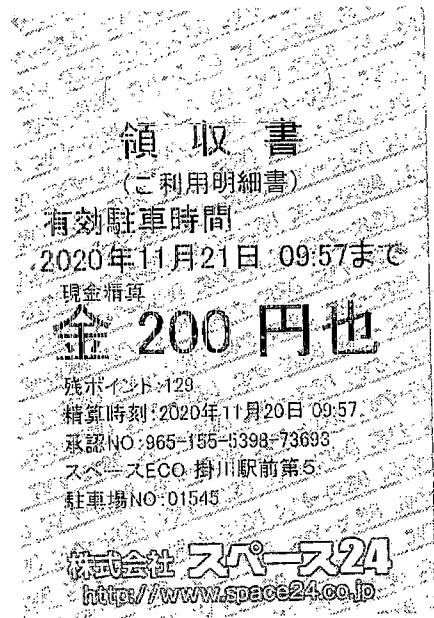 領収書
(ご利用明細書)
有効駐車時間
2020年11月21日 09:57まで
現金精算
金 200 円也
残ポイント:129
精算時刻:2020年11月20日 09:57
承認NO:965-155-5398-73693
スペースECO 掛川駅前第5
駐車場NO:01545
株式会社 スペース24
http://www.space24.co.jp